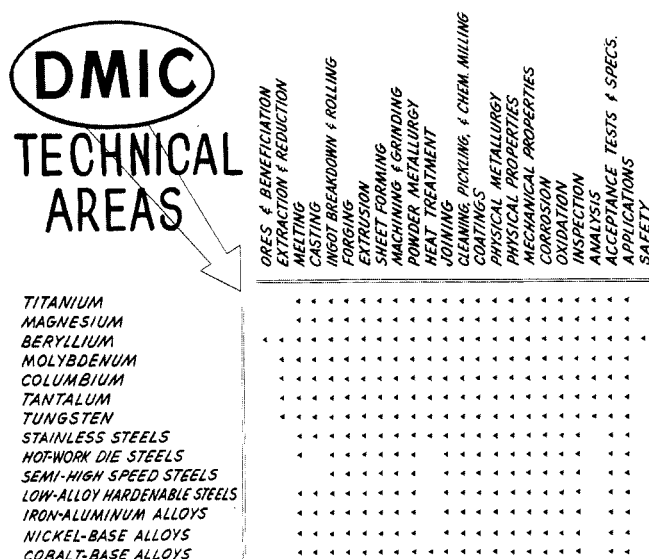 DMIC
TECHNICAL
AREAS
ORES & BENEFICIATION
EXTRACTION & REDUCTION
MELTING
CASTING
INGOT BREAKDOWN & ROLLING
FORGING
EXTRUSION
SHEET FORMING
MACHINING & GRINDING
POWDER METALLURGY
HEAT TREATMENT
JOINING
CLEANING, PICKLING, & CHEM. MILLING
COATINGS
PHYSICAL METALLURGY
PHYSICAL PROPERTIES
MECHANICAL PROPERTIES
CORROSION
OXIDATION
INSPECTION
ANALYSIS
ACCEPTANCE TESTS & SPECS.
APPLICATIONS
SAFETY
TITANIUM
MAGNESIUM
BERYLLIUM
MOLYBDENUM
COLUMBIUM
TANTALUM
TUNGSTEN
STAINLESS STEELS
HOT-WORK DIE STEELS
SEMI-HIGH SPEED STEELS
LOW-ALLOY HARDENABLE STEELS
IRON-ALUMINUM ALLOYS
NICKEL-BASE ALLOYS
COBALT-BASE ALLOYS